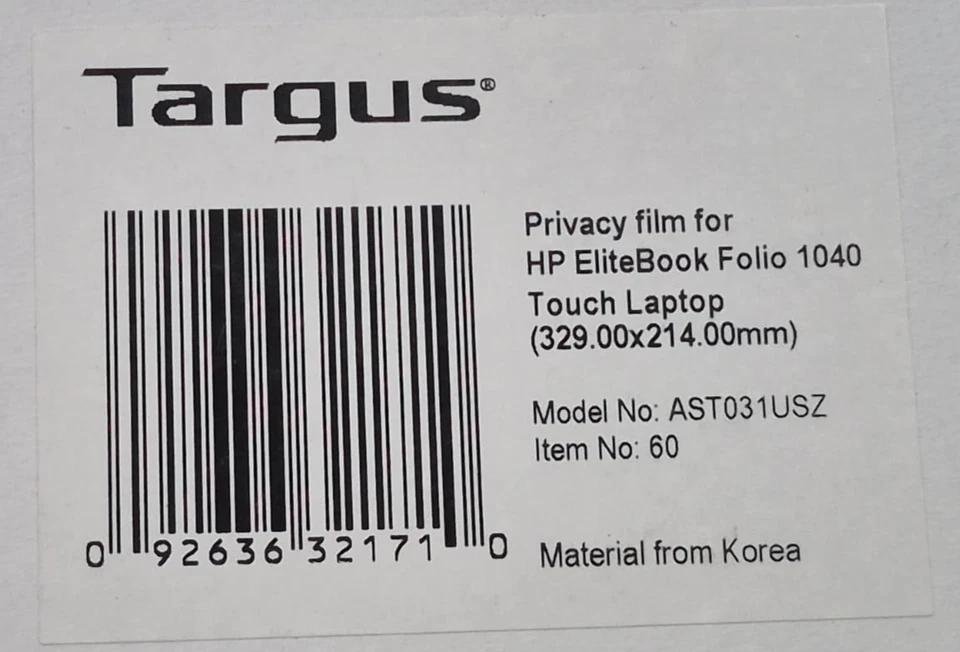 Targus®
Privacy film for
HP EliteBook Folio 1040
Touch Laptop
(329.00x214.00mm)
Model No: AST031USZ
Item No: 60
0 92636 32171 0
Material from Korea